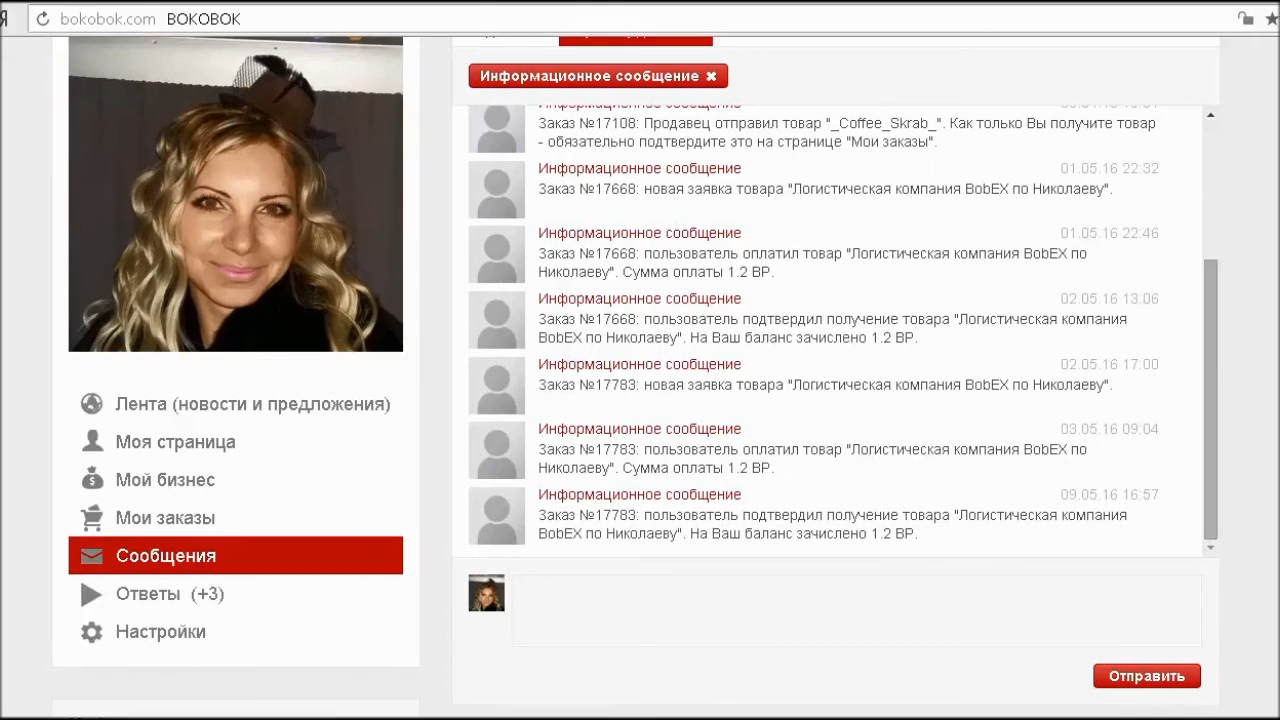 bokobok.com BOKOBOK
Информационное сообщение ✖
Информационное сообщение
Заказ №17108: Продавец отправил товар "_Coffee_Skrab_". Как только Вы получите товар
- обязательно подтвердите это на странице "Мои заказы".
Информационное сообщение 01.05.16 22:32
Заказ №17668: новая заявка товара "Логистическая компания BobEX по Николаеву".
Информационное сообщение 01.05.16 22:46
Заказ №17668: пользователь оплатил товар "Логистическая компания BobEX по
Николаеву". Сумма оплаты 1.2 BP.
Информационное сообщение 02.05.16 13:06
Заказ №17668: пользователь подтвердил получение товара "Логистическая компания
BobEX по Николаеву". На Ваш баланс зачислено 1.2 BP.
Информационное сообщение 02.05.16 17:00
Заказ №17783: новая заявка товара "Логистическая компания BobEX по Николаеву".
Информационное сообщение 03.05.16 09:04
Заказ №17783: пользователь оплатил товар "Логистическая компания BobEX по
Николаеву". Сумма оплаты 1.2 BP.
Информационное сообщение 09.05.16 16:57
Заказ №17783: пользователь подтвердил получение товара "Логистическая компания
BobEX по Николаеву". На Ваш баланс зачислено 1.2 BP.
Лента (новости и предложения)
Моя страница
Мой бизнес
Мои заказы
Сообщения
Ответы (+3)
Настройки
Отправить